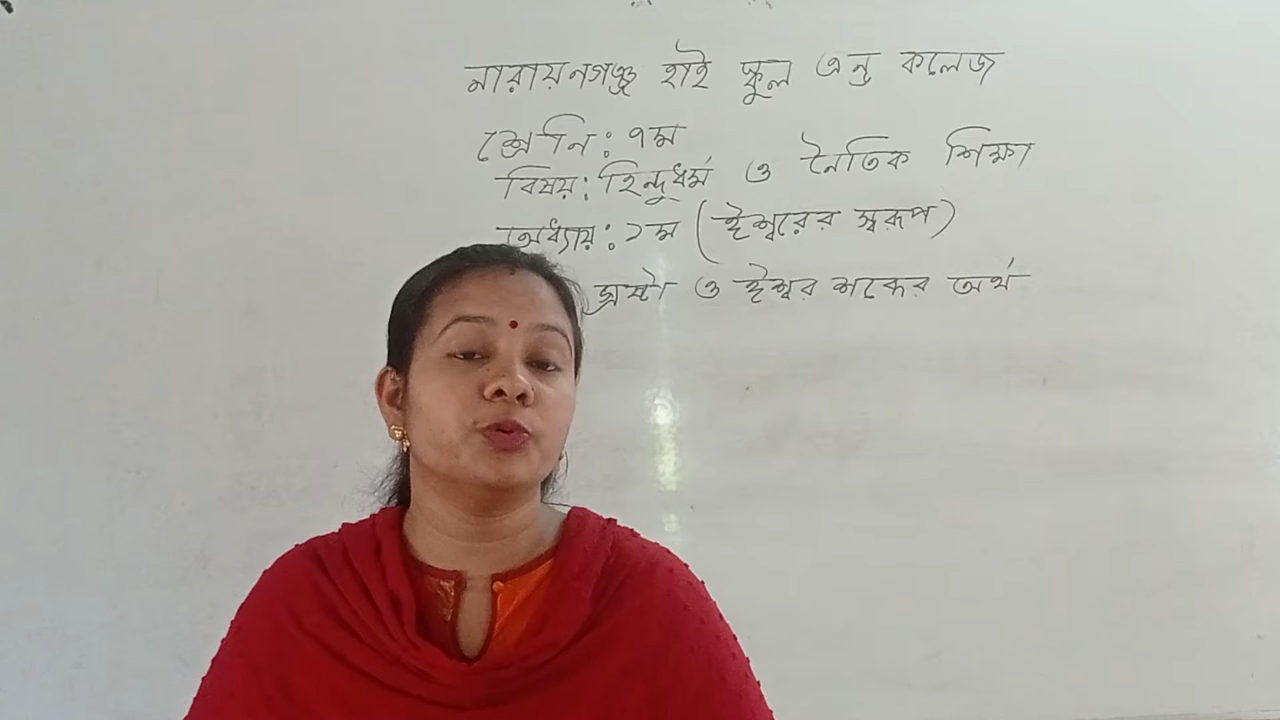 নারায়নগঞ্জ হাই স্কুল এন্ড কলেজ
শ্রেনি: ৭ম
বিষয়: হিন্দুধর্ম ও নৈতিক শিক্ষা
অধ্যায়: ১ম (ঈশ্বরের স্বরূপ)
স্রষ্টা ও ঈশ্বর শব্দের অর্থ